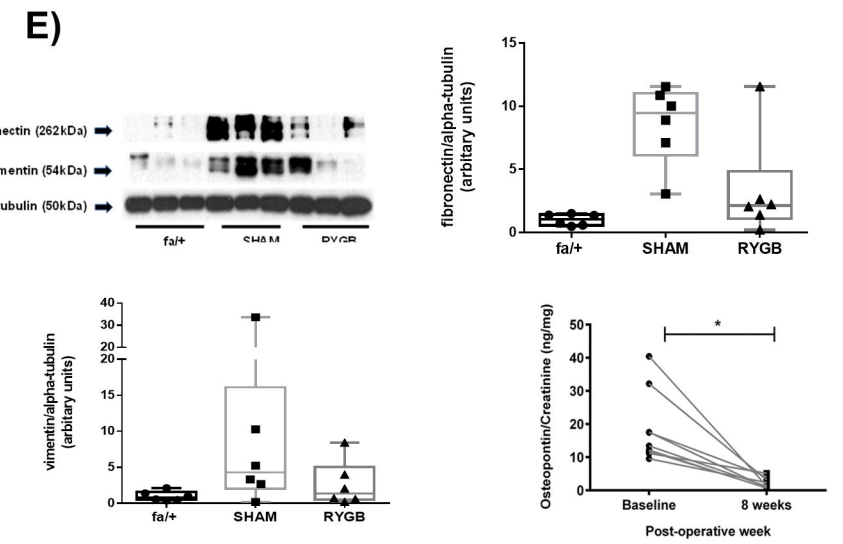 E)
nectin (262kDa)
mentin (54kDa)
ubulin (50kDa)
fa/+ SHAM RYGB
fibronectin/alpha-tubulin
(arbitary units)
15
10
5
0
fa/+ SHAM RYGB
vimentin/alpha-tubulin
(arbitary units)
40
30
20
20
15
10
5
0
fa/+ SHAM RYGB
Osteopontin/Creatinine (ng/mg)
50
40
30
20
10
0
*
Baseline 8 weeks
Post-operative week